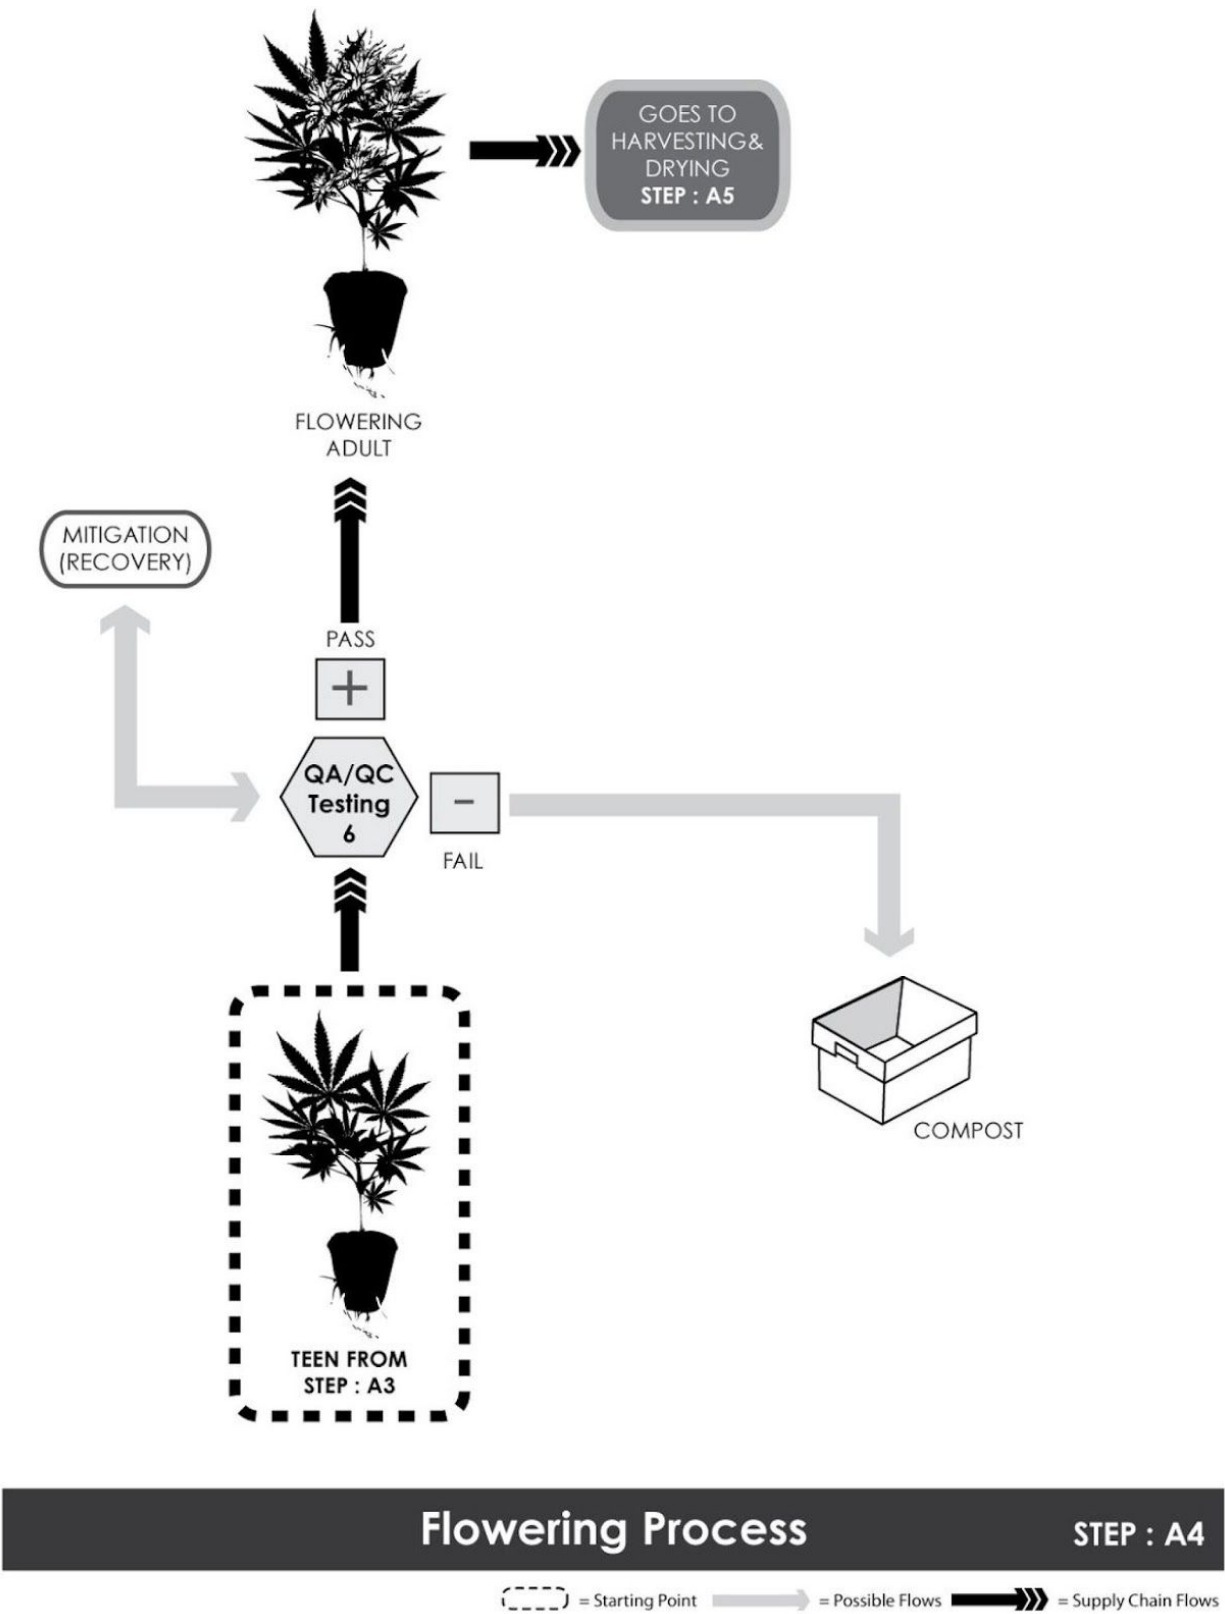 GOES TO
HARVESTING&
DRYING
STEP : A5
FLOWERING
ADULT
MITIGATION
(RECOVERY)
PASS
+
QA/QC
Testing
6
-
FAIL
COMPOST
TEEN FROM
STEP : A3
Flowering Process
STEP : A4
= Starting Point = Possible Flows = Supply Chain Flows